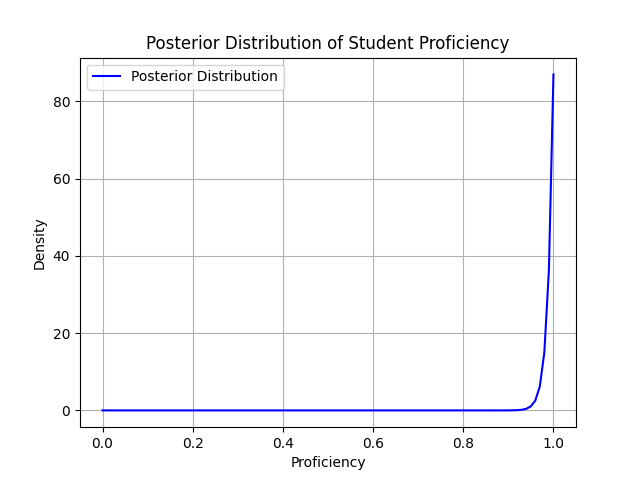 Posterior Distribution of Student Proficiency
Posterior Distribution
80
60
40
20
0
Density
0.0 0.2 0.4 0.6 0.8 1.0
Proficiency